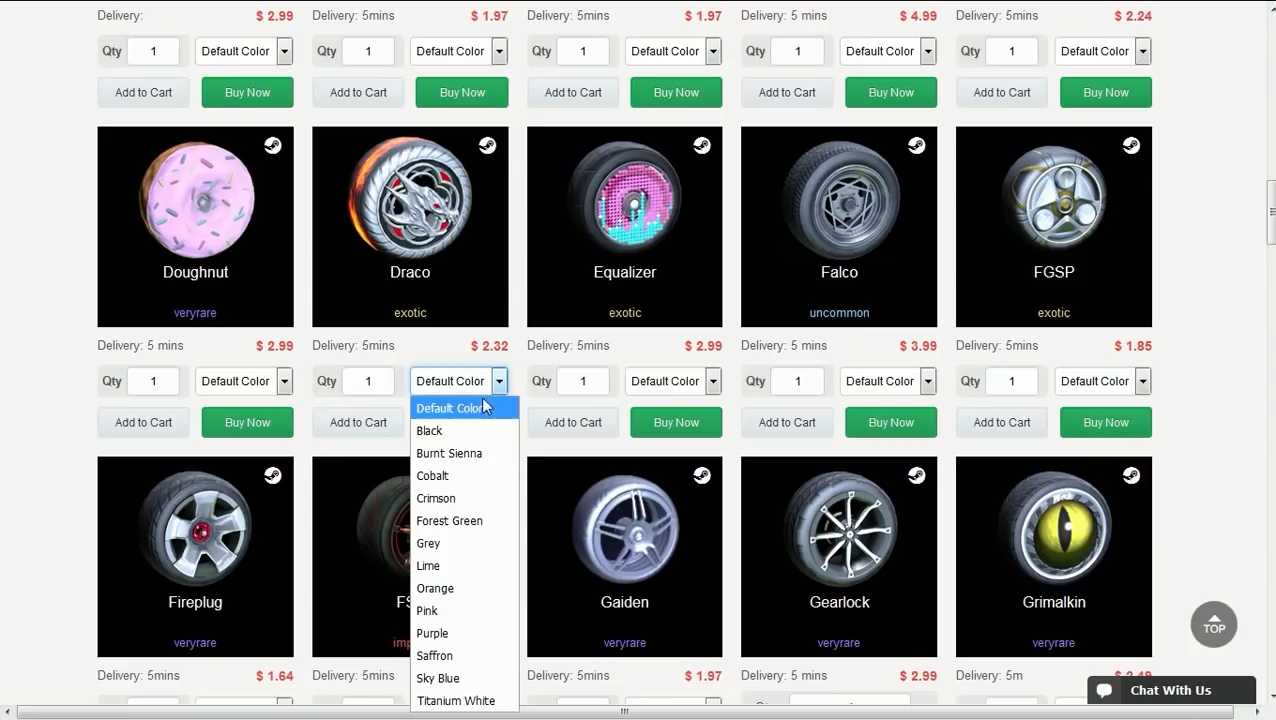 Delivery: $ 2.99 Delivery: 5mins $ 1.97 Delivery: 5mins $ 1.97 Delivery: 5 mins $ 4.99 Delivery: 5mins $ 2.24
Qty 1 Default Color Qty 1 Default Color Qty 1 Default Color Qty 1 Default Color Qty 1 Default Color
Add to Cart Buy Now Add to Cart Buy Now Add to Cart Buy Now Add to Cart Buy Now Add to Cart Buy Now
Doughnut Draco Equalizer Falco FGSP
veryrare exotic exotic uncommon exotic
Delivery: 5 mins $ 2.99 Delivery: 5mins $ 2.32 Delivery: 5mins $ 2.99 Delivery: 5 mins $ 3.99 Delivery: 5mins $ 1.85
Qty 1 Default Color Qty 1 Default Color Qty 1 Default Color Qty 1 Default Color Qty 1 Default Color
Add to Cart Buy Now Add to Cart Add to Cart Buy Now Add to Cart Buy Now Add to Cart Buy Now
Default Color
Black
Burnt Sienna
Cobalt
Crimson
Forest Green
Grey
Lime
Orange
Pink
Purple
Saffron
Sky Blue
Titanium White
Fireplug Gaiden Gearlock Grimalkin
veryrare veryrare veryrare veryrare
Delivery: 5mins $ 1.64 Delivery: 5mins $ 1.97 Delivery: 5mins $ 2.99 Delivery: 5m
TOP
Chat With Us